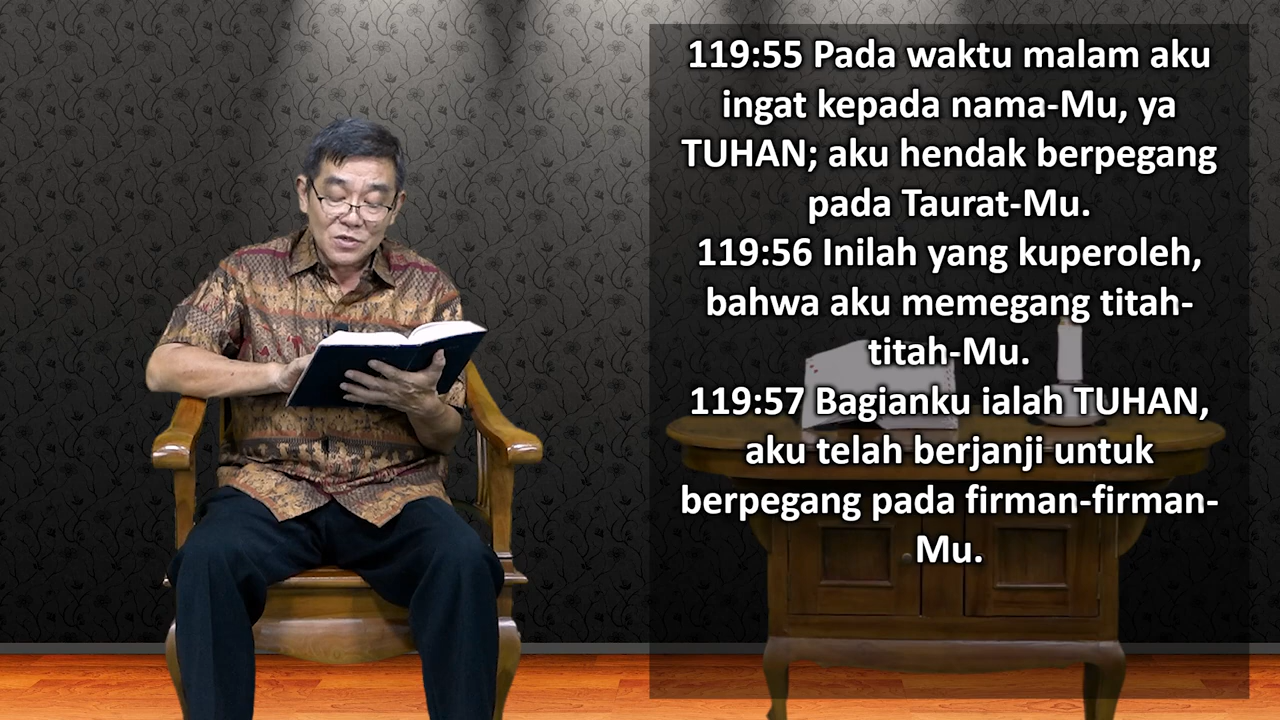 119:55 Pada waktu malam aku
ingat kepada nama-Mu, ya
TUHAN; aku hendak berpegang
pada Taurat-Mu.
119:56 Inilah yang kuperoleh,
bahwa aku memegang titah-
titah-Mu.
119:57 Bagianku ialah TUHAN,
aku telah berjanji untuk
berpegang pada firman-firman-
Mu.